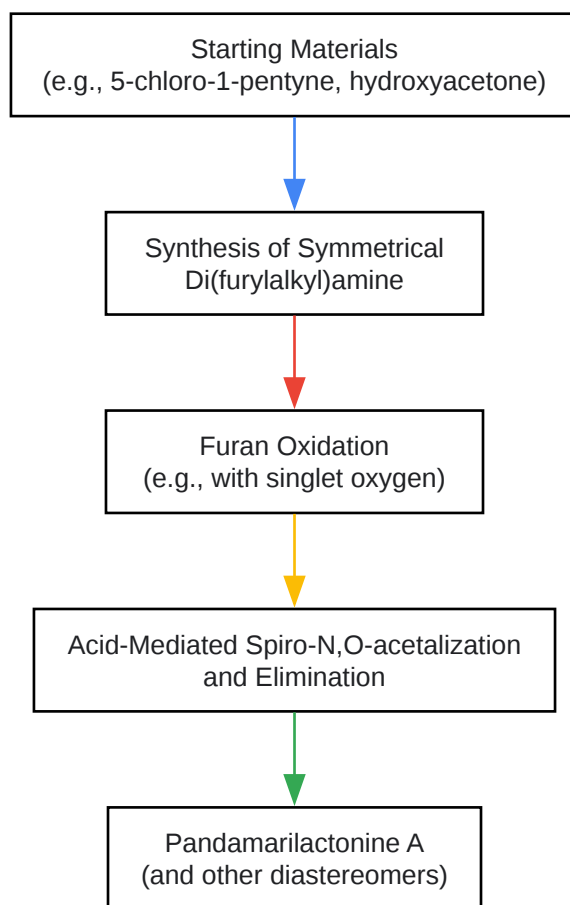 Starting Materials
(e.g., 5-chloro-1-pentyne, hydroxyacetone)
Synthesis of Symmetrical
Di(furylalkyl)amine
Furan Oxidation
(e.g., with singlet oxygen)
Acid-Mediated Spiro-N,O-acetalization
and Elimination
Pandamarilactonine A
(and other diastereomers)